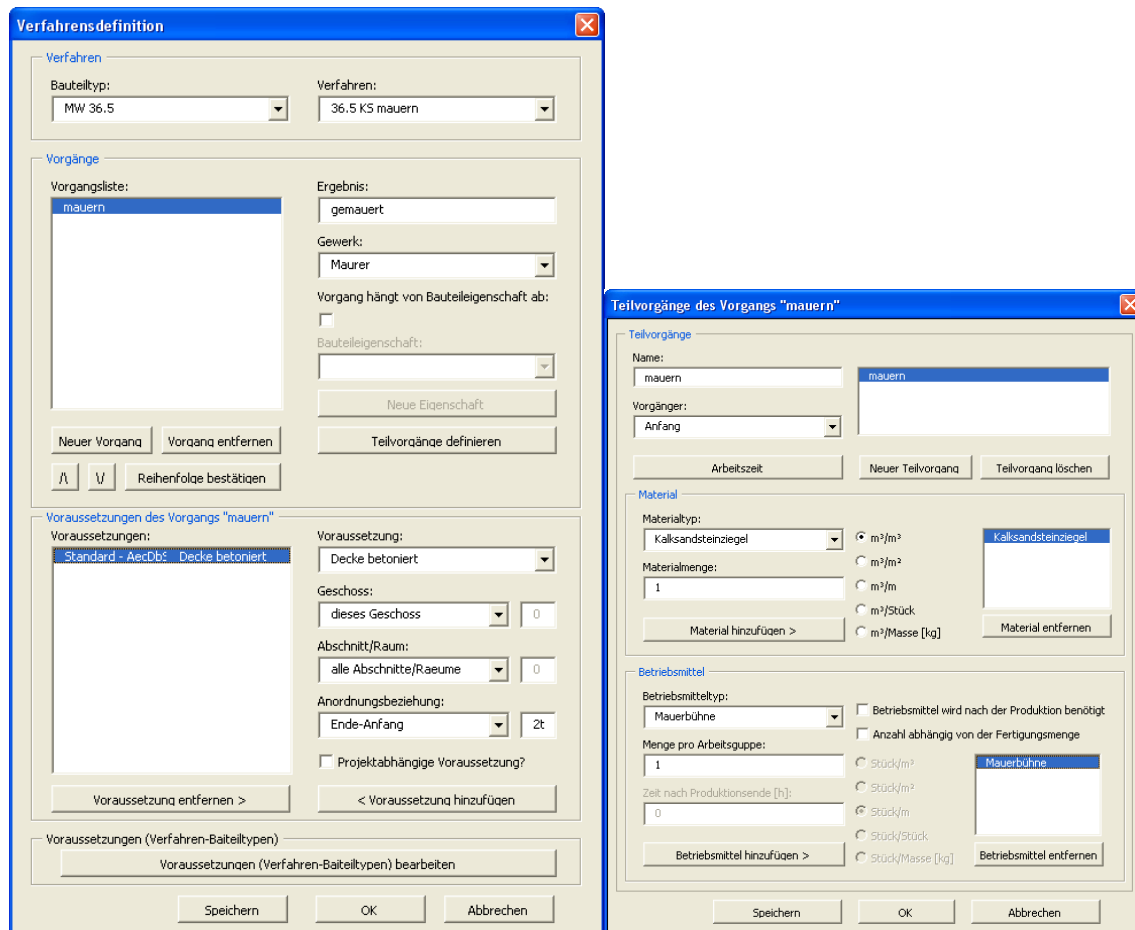 Verfahrensdefinition
Verfahren
Bauteiltyp: Verfahren:
MW 36.5 36.5 KS mauern
Vorgänge
Vorgangsliste: Ergebnis:
mauern gemauert
Gewerk:
Maurer
Vorgang hängt von Bauteileigenschaft ab:
Bauteileigenschaft:
Neue Eigenschaft
Neuer Vorgang Vorgang entfernen Teilvorgänge definieren
/\ \/ Reihenfolge bestätigen
Voraussetzungen des Vorgangs "mauern"
Voraussetzungen: Voraussetzung:
Standard - AecDbS Decke betoniert Decke betoniert
Geschoss:
dieses Geschoss 0
Abschnitt/Raum:
alle Abschnitte/Raeume 0
Anordnungsbeziehung:
Ende-Anfang 2t
Projektabhängige Voraussetzung?
Voraussetzung entfernen > < Voraussetzung hinzufügen
Voraussetzungen (Verfahren-Baiteiltypen)
Voraussetzungen (Verfahren-Baiteiltypen) bearbeiten
Speichern OK Abbrechen
Teilvorgänge des Vorgangs "mauern"
Teilvorgänge
Name:
mauern mauern
Vorgänger:
Anfang
Arbeitszeit Neuer Teilvorgang Teilvorgang löschen
Material
Materialtyp:
Kalksandsteinziegel m³/m³ Kalksandsteinziegel
m³/m²
Materialmenge:
1 m³/m
m³/Stück
Material hinzufügen > m³/Masse [kg] Material entfernen
Betriebsmittel
Betriebsmitteltyp:
Mauerbühne Betriebsmittel wird nach der Produktion benötigt
Anzahl abhängig von der Fertigungsmenge
Menge pro Arbeitsguppe:
1 Stück/m³ Mauerbühne
Stück/m²
Zeit nach Produktionsende [h]:
0 Stück/m
Stück/Stück
Betriebsmittel hinzufügen > Stück/Masse [kg] Betriebsmittel entfernen
Speichern OK Abbrechen